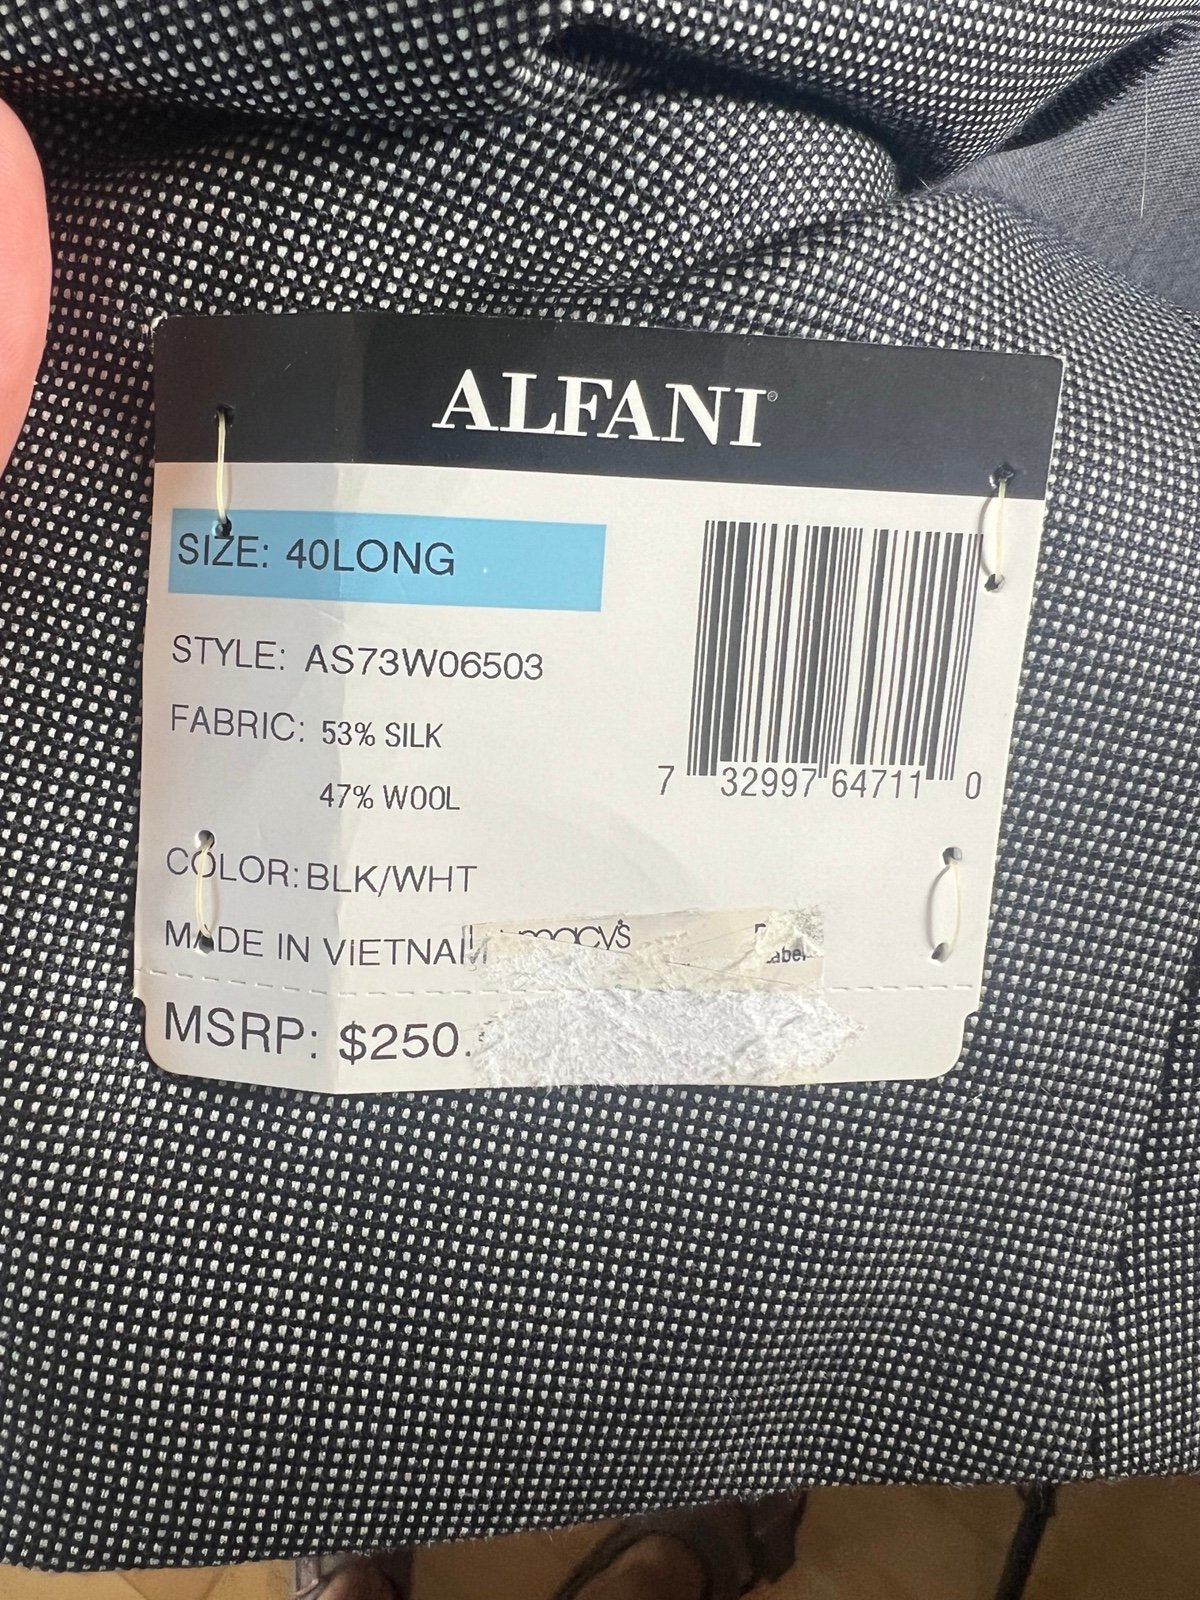 ALFANI®
SIZE: 40LONG
STYLE: AS73W06503
FABRIC: 53% SILK
47% WOOL
7 32997 64711 0
COLOR: BLK/WHT
MADE IN VIETNAM
macy's
Label
MSRP: $250.